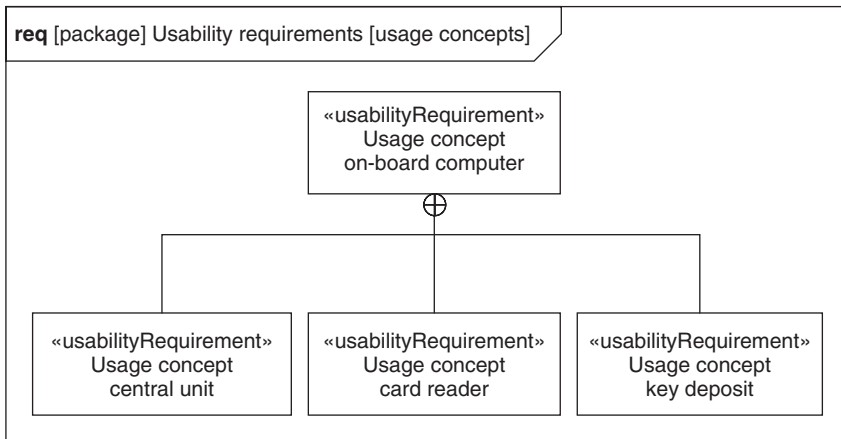 req [package] Usability requirements [usage concepts]
«usabilityRequirement»
Usage concept
on-board computer
«usabilityRequirement»
Usage concept
central unit
«usabilityRequirement»
Usage concept
card reader
«usabilityRequirement»
Usage concept
key deposit